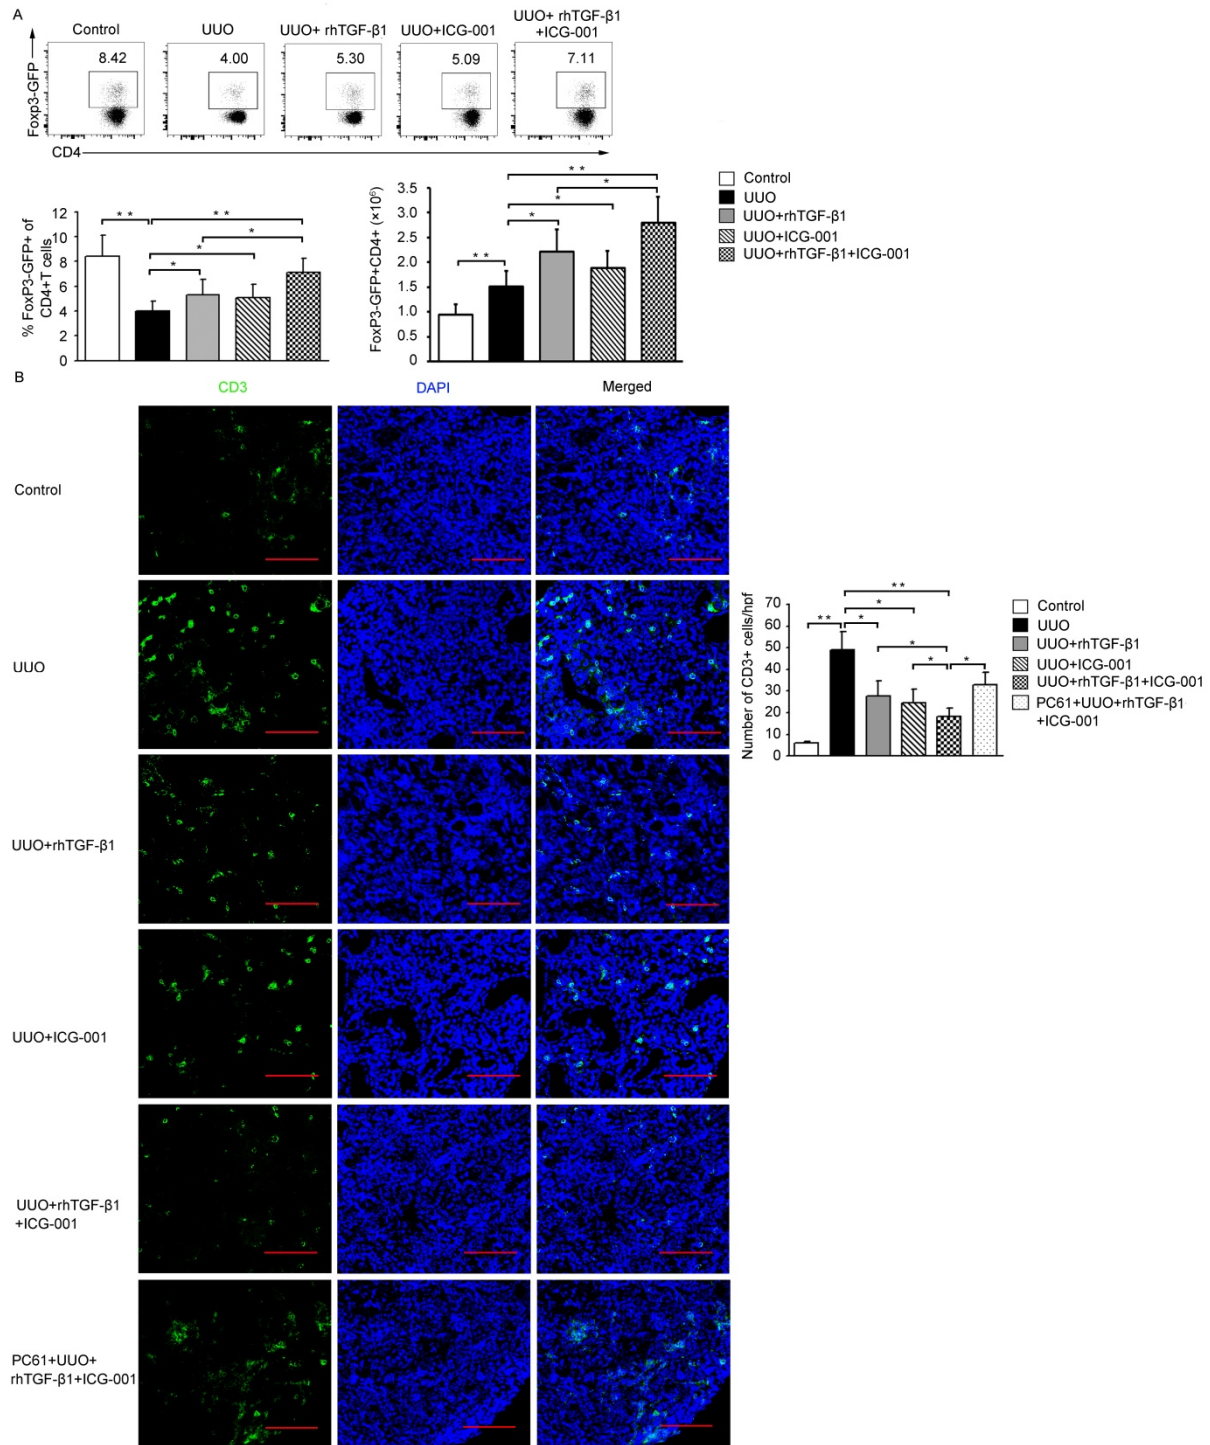 A
Control
UUO
UUO+ rhTGF-β1
UUO+ICG-001
UUO+ rhTGF-β1
+ICG-001
8.42
4.00
5.30
5.09
7.11
Foxp3-GFP
CD4
% FoxP3-GFP+ of
CD4+T cells
12
10
8
6
4
2
0
** ** * * *
FoxP3-GFP+CD4+ (×10⁶)
3.5
3.0
2.5
2.0
1.5
1.0
0.5
0
** ** * * *
Control
UUO
UUO+rhTGF-β1
UUO+ICG-001
UUO+rhTGF-β1+ICG-001
B
CD3
DAPI
Merged
Control
UUO
UUO+rhTGF-β1
UUO+ICG-001
UUO+rhTGF-β1
+ICG-001
PC61+UUO+
rhTGF-β1+ICG-001
Number of CD3+ cells/hpf
70
60
50
40
30
20
10
0
** ** * * * * *
Control
UUO
UUO+rhTGF-β1
UUO+ICG-001
UUO+rhTGF-β1+ICG-001
PC61+UUO+rhTGF-β1
+ICG-001